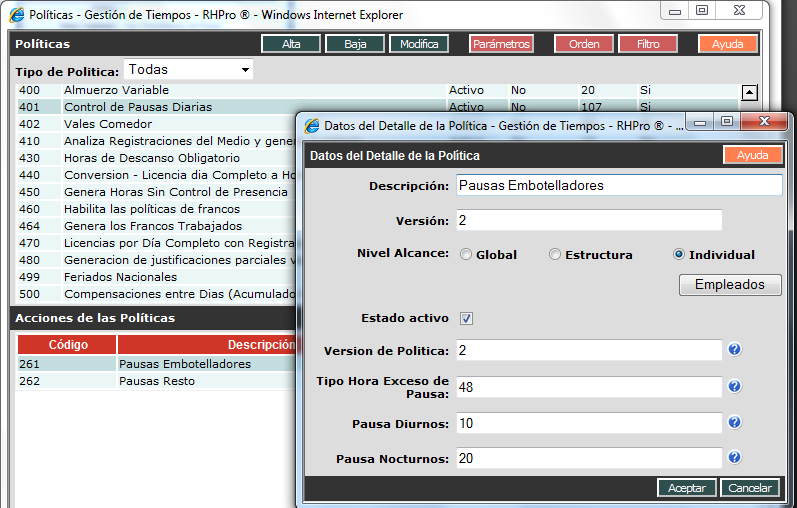 Políticas - Gestión de Tiempos - RHPro ® - Windows Internet Explorer
Políticas Alta Baja Modifica Parámetros Orden Filtro Ayuda
Tipo de Politica: Todas
400 Almuerzo Variable Activo No 20 Si
401 Control de Pausas Diarias Activo No 107 Si
402 Vales Comedor
410 Analiza Registraciones del Medio y gener
430 Horas de Descanso Obligatorio
440 Conversion - Licencia dia Completo a Ho
450 Genera Horas Sin Control de Presencia
460 Habilita las políticas de francos
464 Genera los Francos Trabajados
470 Licencias por Día Completo con Registra
480 Generacion de justificaciones parciales v
499 Feriados Nacionales
500 Compensaciones entre Dias (Acumulado
Acciones de las Políticas
Código Descripción
261 Pausas Embotelladores
262 Pausas Resto
Datos del Detalle de la Política - Gestión de Tiempos - RHPro ® - ...
Datos del Detalle de la Política Ayuda
Descripción: Pausas Embotelladores
Versión: 2
Nivel Alcance: Global Estructura Individual
Empleados
Estado activo
Version de Politica: 2
Tipo Hora Exceso de
Pausa: 48
Pausa Diurnos: 10
Pausa Nocturnos: 20
Aceptar Cancelar